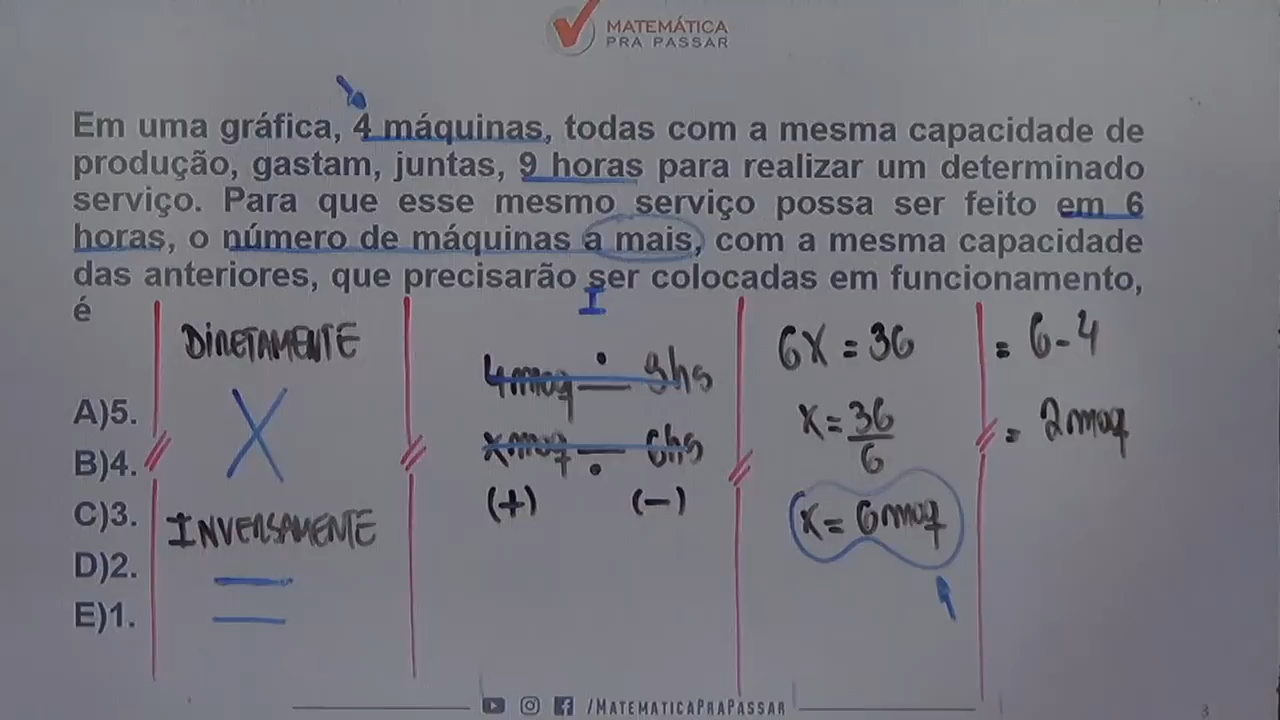 MATEMÁTICA
PRA PASSAR
Em uma gráfica, 4 máquinas, todas com a mesma capacidade de
produção, gastam, juntas, 9 horas para realizar um determinado
serviço. Para que esse mesmo serviço possa ser feito em 6
horas, o número de máquinas a mais, com a mesma capacidade
das anteriores, que precisarão ser colocadas em funcionamento,
é
A)5.
B)4.
C)3.
D)2.
E)1.
DIRETAMENTE
X
INVERSAMENTE
=
I
4maq ÷ 9hs
xmaq ÷ 6hs
(+) (-)
6X = 36
X = 36
6
X = 6maq
= 6-4
= 2maq
/MATEMATICAPRAPASSAR
3